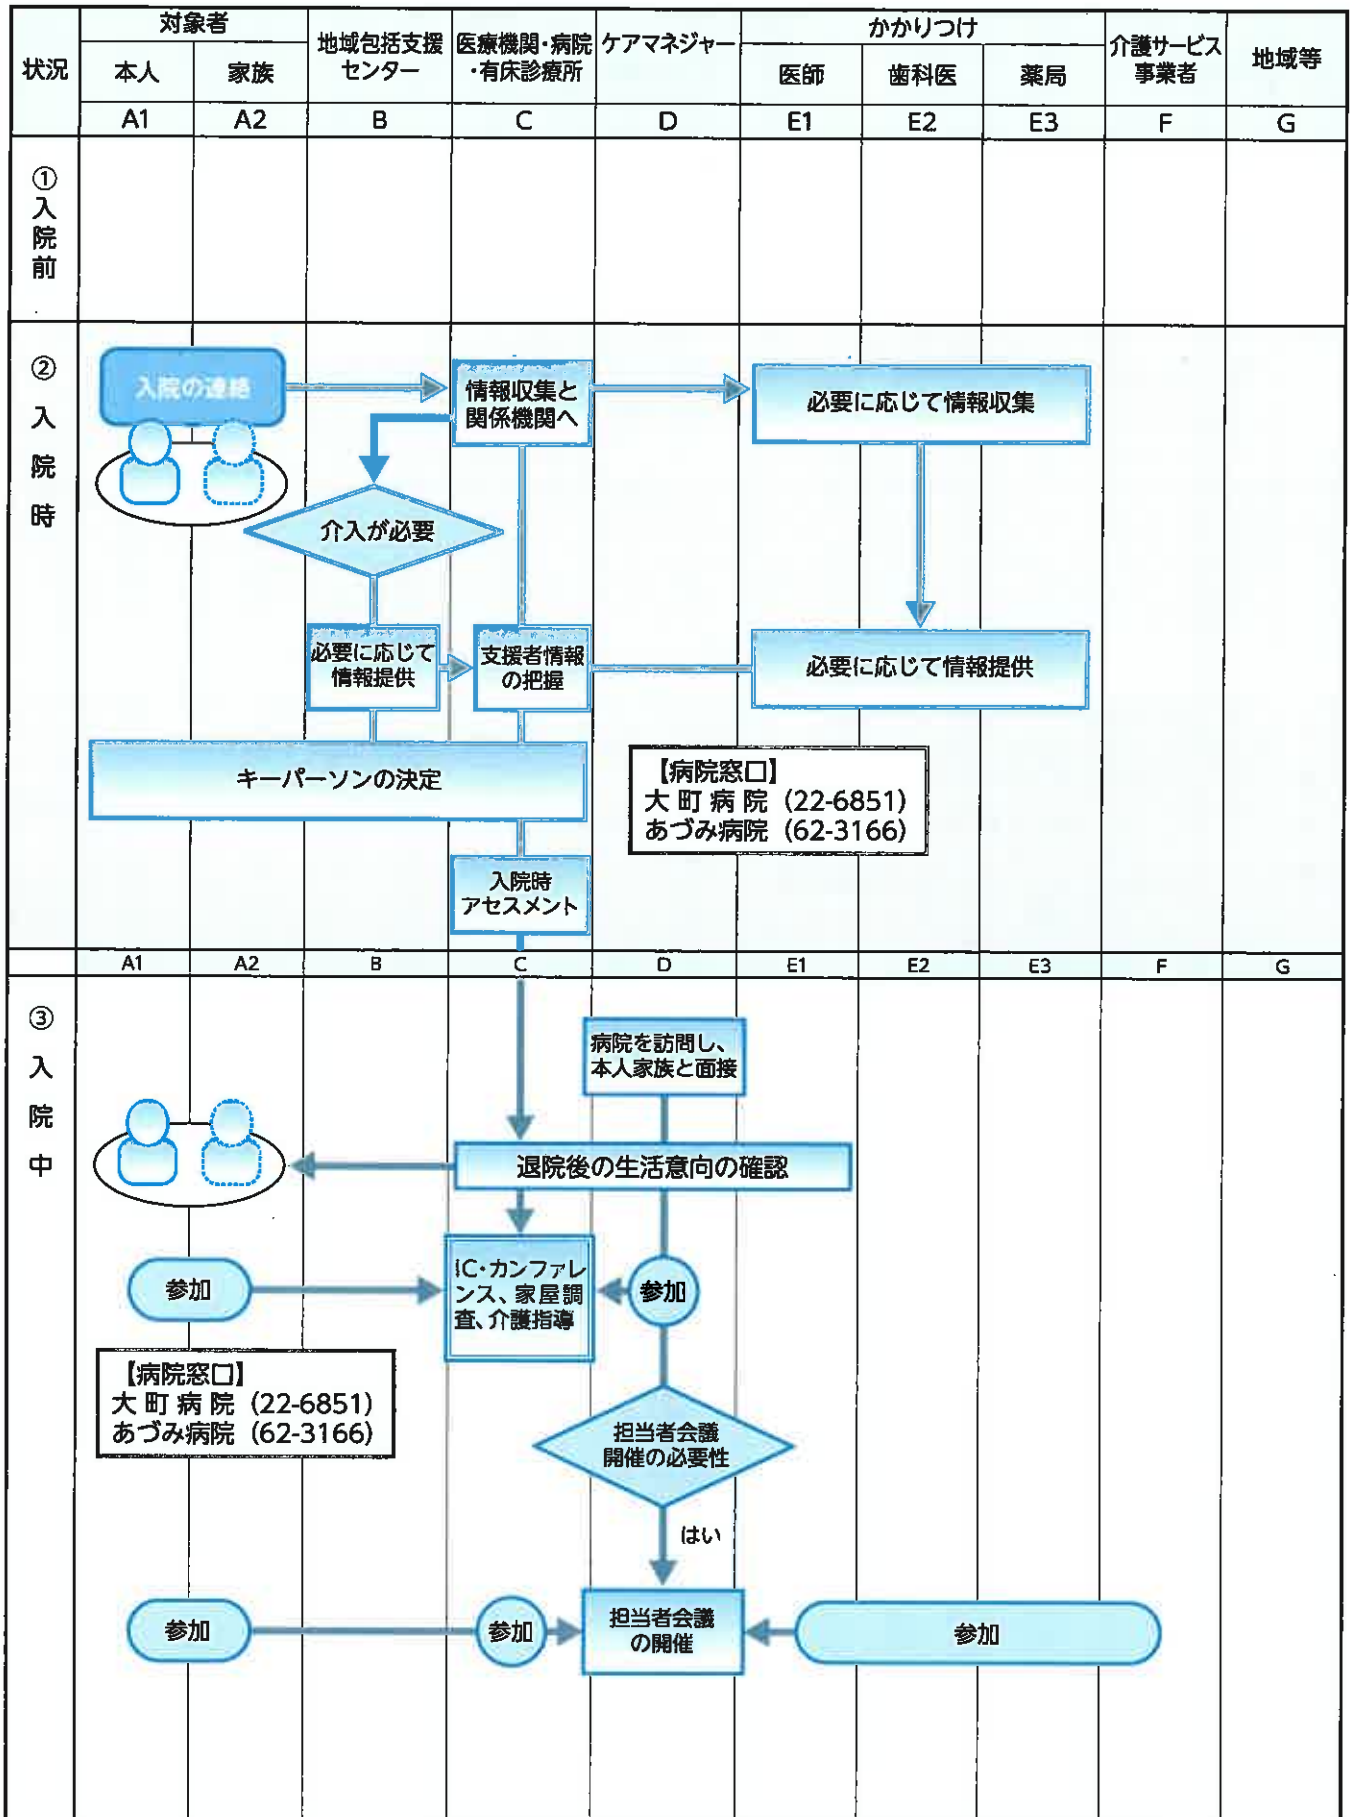 状況
対象者
本人
家族
A1
A2
地域包括支援
センター
B
医療機関・病院
・有床診療所
C
ケアマネジャー
D
かかりつけ
医師
歯科医
薬局
E1
E2
E3
介護サービス
事業者
F
地域等
G
①入院前
②入院時
入院の連絡
情報収集と
関係機関へ
必要に応じて情報収集
介入が必要
必要に応じて
情報提供
支援者情報
の把握
必要に応じて情報提供
キーパーソンの決定
【病院窓口】
大町病院(22-6851)
あづみ病院(62-3166)
入院時
アセスメント
A1
A2
B
C
D
E1
E2
E3
F
G
③入院中
病院を訪問し、
本人家族と面接
退院後の生活意向の確認
参加
IC・カンファレ
ンス、家屋調
査、介護指導
参加
【病院窓口】
大町病院(22-6851)
あづみ病院(62-3166)
担当者会議
開催の必要性
はい
参加
参加
担当者会議
の開催
参加